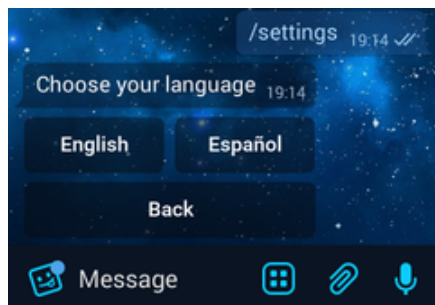 /settings 19:14
Choose your language 19:14
English Español
Back
Message